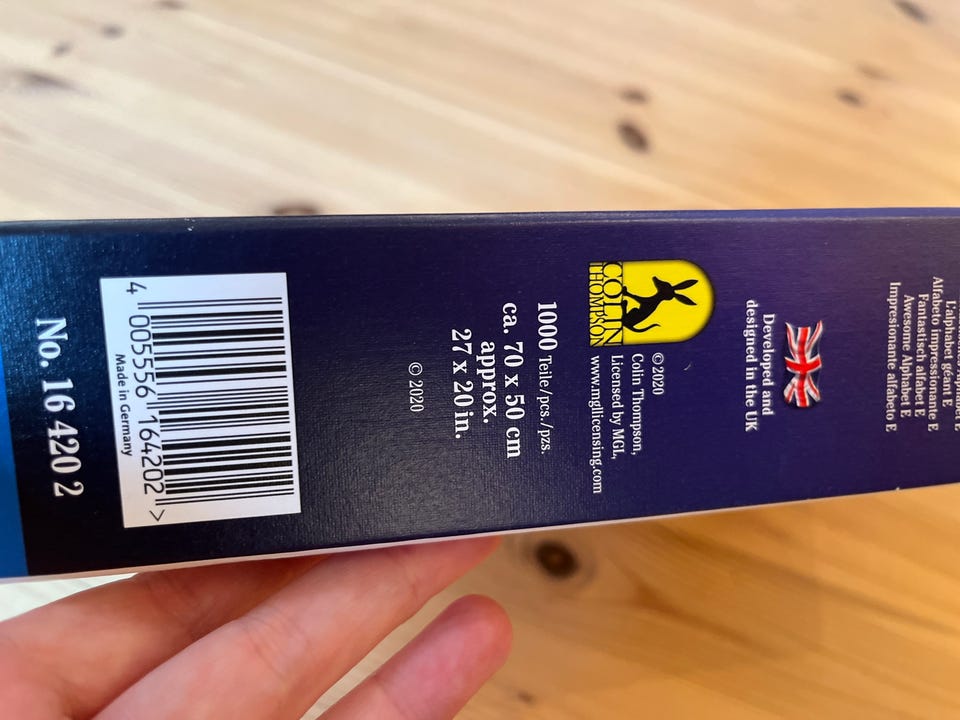 L'alphabet géant E.
Alfabeto impressionante E.
Fantastisch alfabet E.
Awesome Alphabet E.
Impresionante alfabeto E.
Developed and
designed in the UK
COLIN
THOMPSON
©2020
Colin Thompson,
Licensed by MGL,
www.mgllicensing.com
1000 Teile/pcs./pzs.
ca. 70 x 50 cm
approx.
27 x 20 in.
© 2020
4 005556 164202 >
Made in Germany
No. 16 420 2